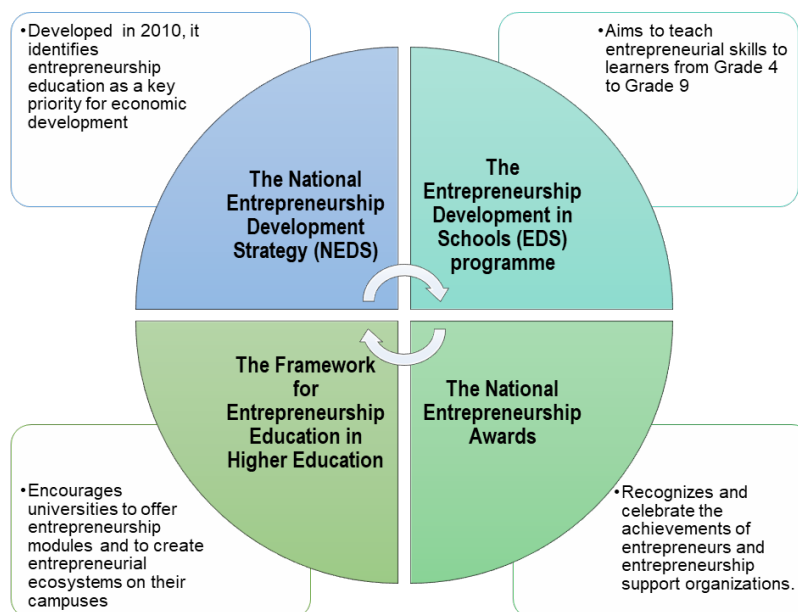 •Developed in 2010, it
identifies
entrepreneurship
education as a key
priority for economic
development
The National
Entrepreneurship
Development
Strategy (NEDS)
•Aims to teach
entrepreneurial skills to
learners from Grade 4
to Grade 9
The
Entrepreneurship
Development in
Schools (EDS)
programme
•Encourages
universities to offer
entrepreneurship
modules and to create
entrepreneurial
ecosystems on their
campuses
The Framework
for
Entrepreneurship
Education in
Higher Education
The National
Entrepreneurship
Awards
•Recognizes and
celebrate the
achievements of
entrepreneurs and
entrepreneurship
support organizations.